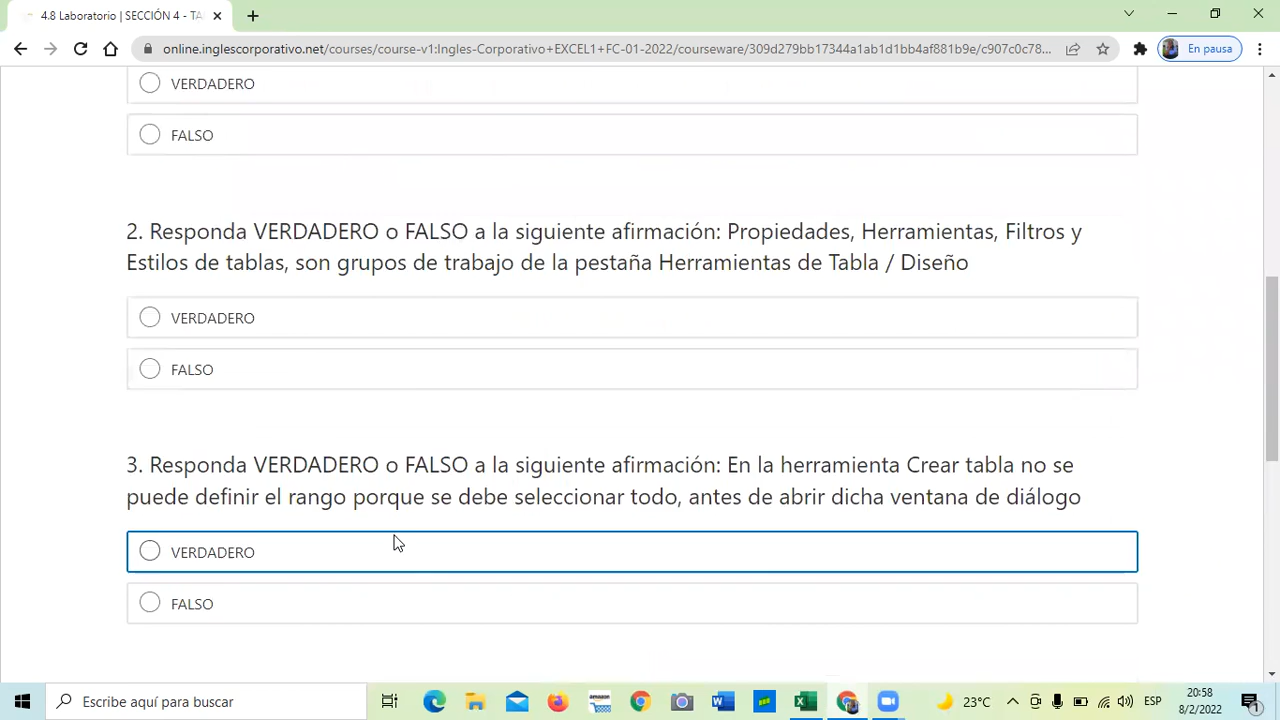 4.8 Laboratorio | SECCIÓN 4 - TA
online.inglescorporativo.net/courses/course-v1:Ingles-Corporativo+EXCEL1+FC-01-2022/courseware/309d279bb17344a1ab1d1bb4af881b9e/c907c0c78...
En pausa
VERDADERO
FALSO
2. Responda VERDADERO o FALSO a la siguiente afirmación: Propiedades, Herramientas, Filtros y
Estilos de tablas, son grupos de trabajo de la pestaña Herramientas de Tabla / Diseño
VERDADERO
FALSO
3. Responda VERDADERO o FALSO a la siguiente afirmación: En la herramienta Crear tabla no se
puede definir el rango porque se debe seleccionar todo, antes de abrir dicha ventana de diálogo
VERDADERO
FALSO
Escribe aquí para buscar
amazon
23°C
ESP
20:58
8/2/2022
1